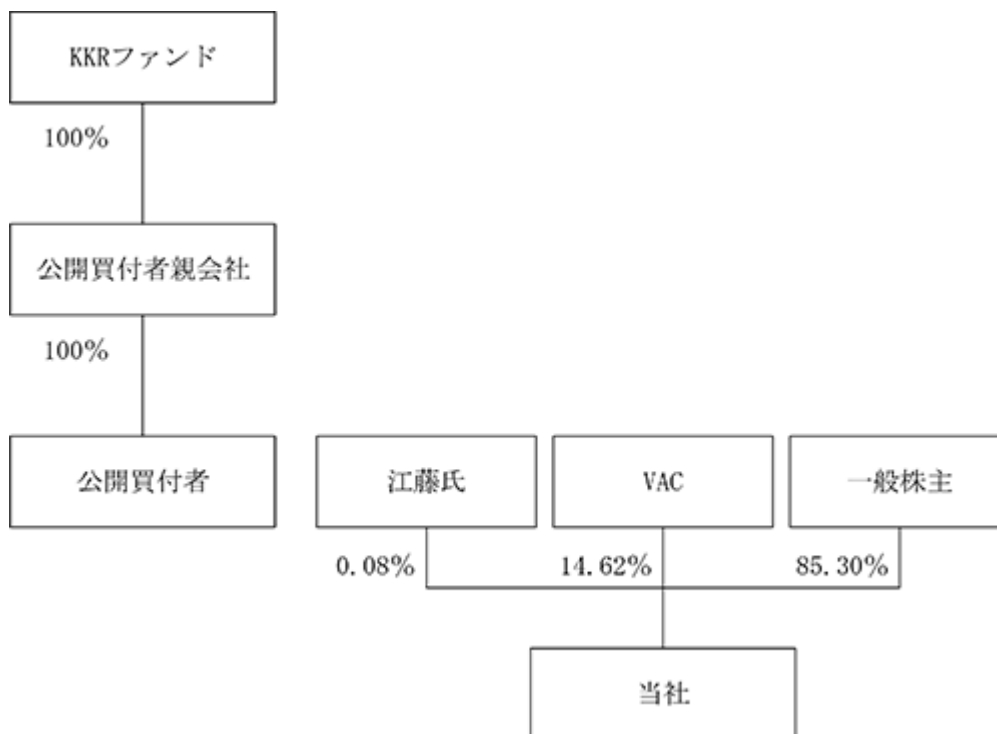 KKRファンド
100%
公開買付者親会社
100%
公開買付者
江藤氏
VAC
一般株主
0.08%
14.62%
85.30%
当社